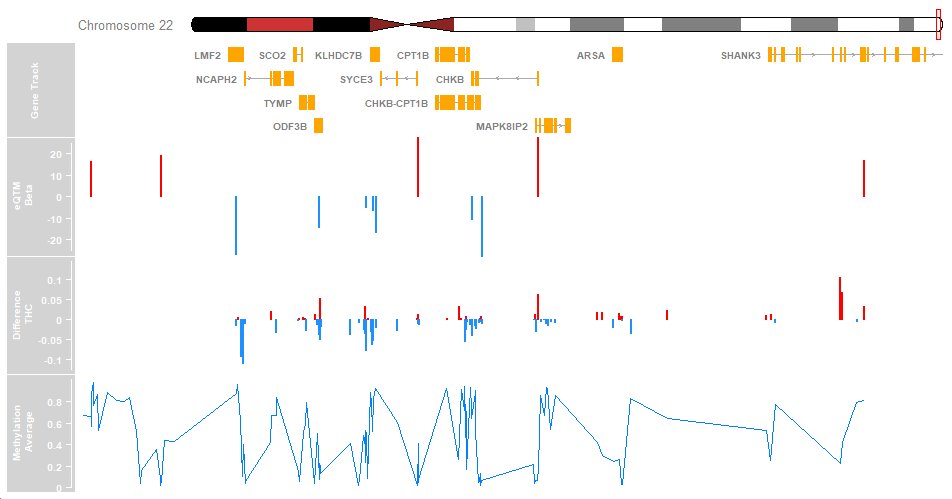 Chromosome 22
Gene Track
LMF2 SCO2 KLHDC7B CPT1B ARSA SHANK3
NCAPH2 SYCE3 CHKB
TYMP CHKB-CPT1B
ODF3B MAPK8IP2
eQTM
Beta
20
10
0
-10
-20
Difference
THC
0.1
0.05
0
-0.05
-0.1
Methylation
Average
0.8
0.6
0.4
0.2
0